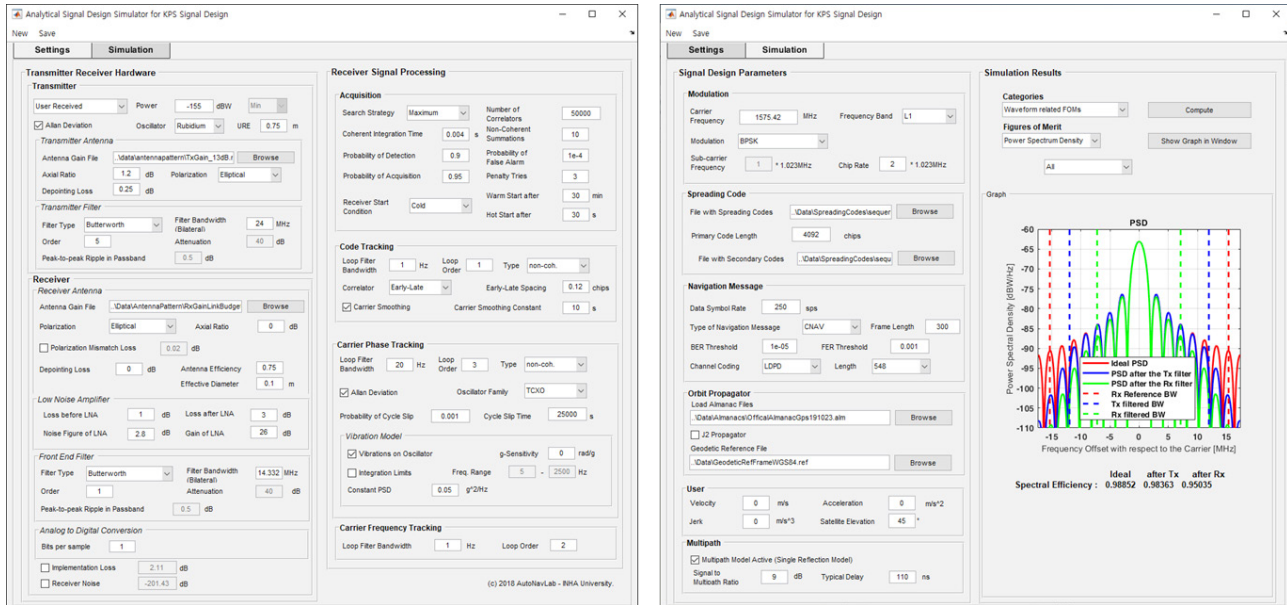 Analytical Signal Design Simulator for KPS Signal Design
New Save
Settings Simulation
Transmitter Receiver Hardware
Transmitter
User Received Power -155 dBW Min
Allan Deviation Oscillator Rubidium URE 0.75 m
Transmitter Antenna
Antenna Gain File ..\data\antennapattern\TxGain_13dB.r Browse
Axial Ratio 1.2 dB Polarization Elliptical
Depointing Loss 0.25 dB
Transmitter Filter
Filter Type Butterworth Filter Bandwidth (Bilateral) 24 MHz
Order 5 Attenuation 40 dB
Peak-to-peak Ripple in Passband 0.5 dB
Receiver
Receiver Antenna
Antenna Gain File ..\Data\AntennaPattern\RxGainLinkBudge Browse
Polarization Elliptical Axial Ratio 0 dB
Polarization Mismatch Loss 0.02 dB
Depointing Loss 0 dB Antenna Efficiency 0.75
Effective Diameter 0.1 m
Low Noise Amplifier
Loss before LNA 1 dB Loss after LNA 3 dB
Noise Figure of LNA 2.8 dB Gain of LNA 26 dB
Front End Filter
Filter Type Butterworth Filter Bandwidth (Bilateral) 14.332 MHz
Order 1 Attenuation 40 dB
Peak-to-peak Ripple in Passband 0.5 dB
Analog to Digital Conversion
Bits per sample 1
Implementation Loss 2.11 dB
Receiver Noise -201.43 dB
Receiver Signal Processing
Acquisition
Search Strategy Maximum Number of Correlators 50000
Coherent Integration Time 0.004 s Non-Coherent Summations 10
Probability of Detection 0.9 Probability of False Alarm 1e-4
Probability of Acquisition 0.95 Penalty Tries 3
Receiver Start Condition Cold Warm Start after 30 min
Hot Start after 30 s
Code Tracking
Loop Filter Bandwidth 1 Hz Loop Order 1 Type non-coh.
Correlator Early-Late Early-Late Spacing 0.12 chips
Carrier Smoothing Carrier Smoothing Constant 10 s
Carrier Phase Tracking
Loop Filter Bandwidth 20 Hz Loop Order 3 Type non-coh.
Allan Deviation Oscillator Family TCXO
Probability of Cycle Slip 0.001 Cycle Slip Time 25000 s
Vibration Model
Vibrations on Oscillator g-Sensitivity 0 rad/g
Integration Limits Freq. Range 5 - 2500 Hz
Constant PSD 0.05 g^2/Hz
Carrier Frequency Tracking
Loop Filter Bandwidth 1 Hz Loop Order 2
(c) 2018 AutoNavLab - INHA University.
Analytical Signal Design Simulator for KPS Signal Design
New Save
Settings Simulation
Signal Design Parameters
Modulation
Carrier Frequency 1575.42 MHz Frequency Band L1
Modulation BPSK
Sub-carrier Frequency 1 * 1.023MHz Chip Rate 2 * 1.023MHz
Spreading Code
File with Spreading Codes ..\Data\SpreadingCodes\sequer Browse
Primary Code Length 4092 chips
File with Secondary Codes ..\Data\SpreadingCodes\sequ Browse
Navigation Message
Data Symbol Rate 250 sps
Type of Navigation Message CNAV Frame Length 300
BER Threshold 1e-05 FER Threshold 0.001
Channel Coding LDPD Length 548
Orbit Propagator
Load Almanac Files
..\Data\Almanacs\Offical\AlmanacGps191023.alm Browse
J2 Propagator
Geodetic Reference File
..\Data\GeodeticRefFrameWGS84.ref Browse
User
Velocity 0 m/s Acceleration 0 m/s^2
Jerk 0 m/s^3 Satellite Elevation 45 °
Multipath
Multipath Model Active (Single Reflection Model)
Signal to Multipath Ratio 9 dB Typical Delay 110 ns
Simulation Results
Categories
Waveform related FOMs Compute
Figures of Merit
Power Spectrum Density Show Graph in Window
All
Graph
PSD
Power Spectral Density [dBW/Hz]
-60
-65
-70
-75
-80
-85
-90
-95
-100
-105
-110
Ideal PSD
PSD after the Tx filter
PSD after the Rx filter
Rx Reference BW
Tx filtered BW
Rx filtered BW
-15 -10 -5 0 5 10 15
Frequency Offset with respect to the Carrier [MHz]
Ideal after Tx after Rx
Spectral Efficiency : 0.98852 0.98363 0.95035